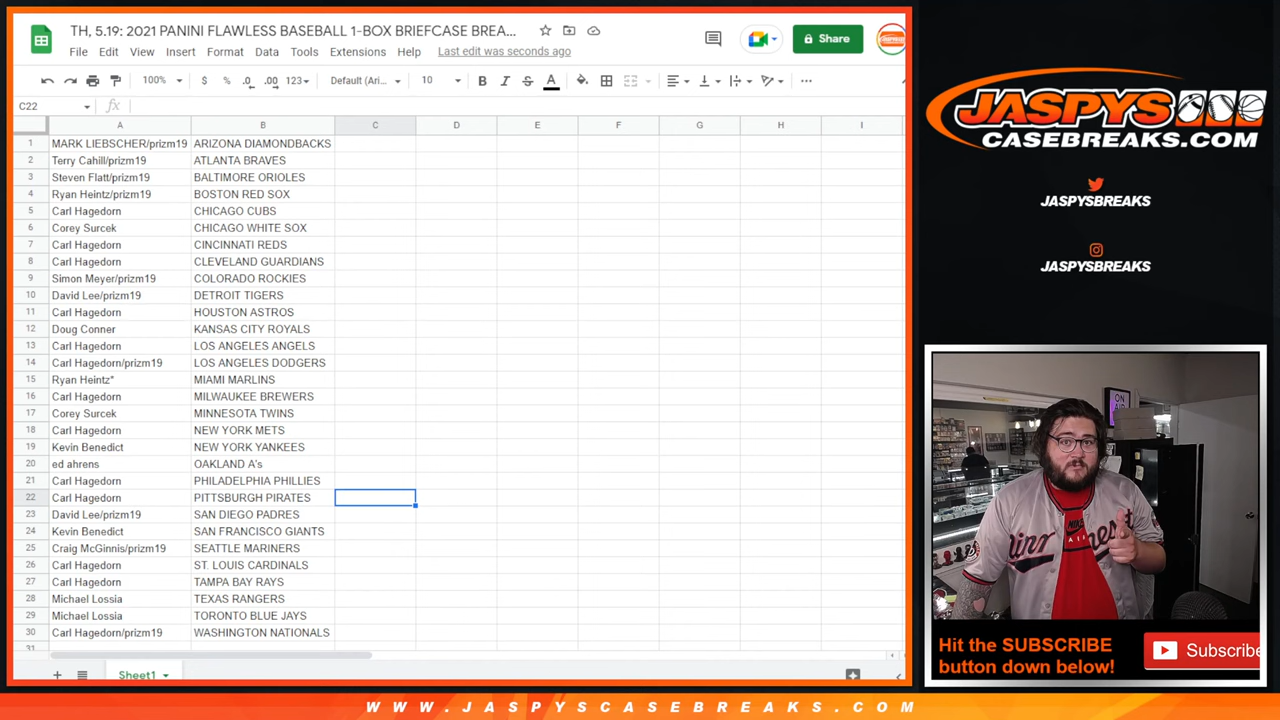 TH, 5.19: 2021 PANINI FLAWLESS BASEBALL 1-BOX BRIEFCASE BREA...
File Edit View Insert Format Data Tools Extensions Help Last edit was seconds ago
Share
100% $ % .0 .00 123 Default (Ari... 10 B I S A
C22 fx
A B C D E F G H I
1 MARK LIEBSCHER/prizm19 ARIZONA DIAMONDBACKS
2 Terry Cahill/prizm19 ATLANTA BRAVES
3 Steven Flatt/prizm19 BALTIMORE ORIOLES
4 Ryan Heintz/prizm19 BOSTON RED SOX
5 Carl Hagedorn CHICAGO CUBS
6 Corey Surcek CHICAGO WHITE SOX
7 Carl Hagedorn CINCINNATI REDS
8 Carl Hagedorn CLEVELAND GUARDIANS
9 Simon Meyer/prizm19 COLORADO ROCKIES
10 David Lee/prizm19 DETROIT TIGERS
11 Carl Hagedorn HOUSTON ASTROS
12 Doug Conner KANSAS CITY ROYALS
13 Carl Hagedorn LOS ANGELES ANGELS
14 Carl Hagedorn/prizm19 LOS ANGELES DODGERS
15 Ryan Heintz* MIAMI MARLINS
16 Carl Hagedorn MILWAUKEE BREWERS
17 Corey Surcek MINNESOTA TWINS
18 Carl Hagedorn NEW YORK METS
19 Kevin Benedict NEW YORK YANKEES
20 ed ahrens OAKLAND A's
21 Carl Hagedorn PHILADELPHIA PHILLIES
22 Carl Hagedorn PITTSBURGH PIRATES
23 David Lee/prizm19 SAN DIEGO PADRES
24 Kevin Benedict SAN FRANCISCO GIANTS
25 Craig McGinnis/prizm19 SEATTLE MARINERS
26 Carl Hagedorn ST. LOUIS CARDINALS
27 Carl Hagedorn TAMPA BAY RAYS
28 Michael Lossia TEXAS RANGERS
29 Michael Lossia TORONTO BLUE JAYS
30 Carl Hagedorn/prizm19 WASHINGTON NATIONALS
31
Sheet1
JASPYS
CASEBREAKS.COM
JASPYSBREAKS
JASPYSBREAKS
ON
AIR
NIKE
AIR
Hit the SUBSCRIBE
button down below!
Subscribe
WWW.JASPYSCASEBREAKS.COM